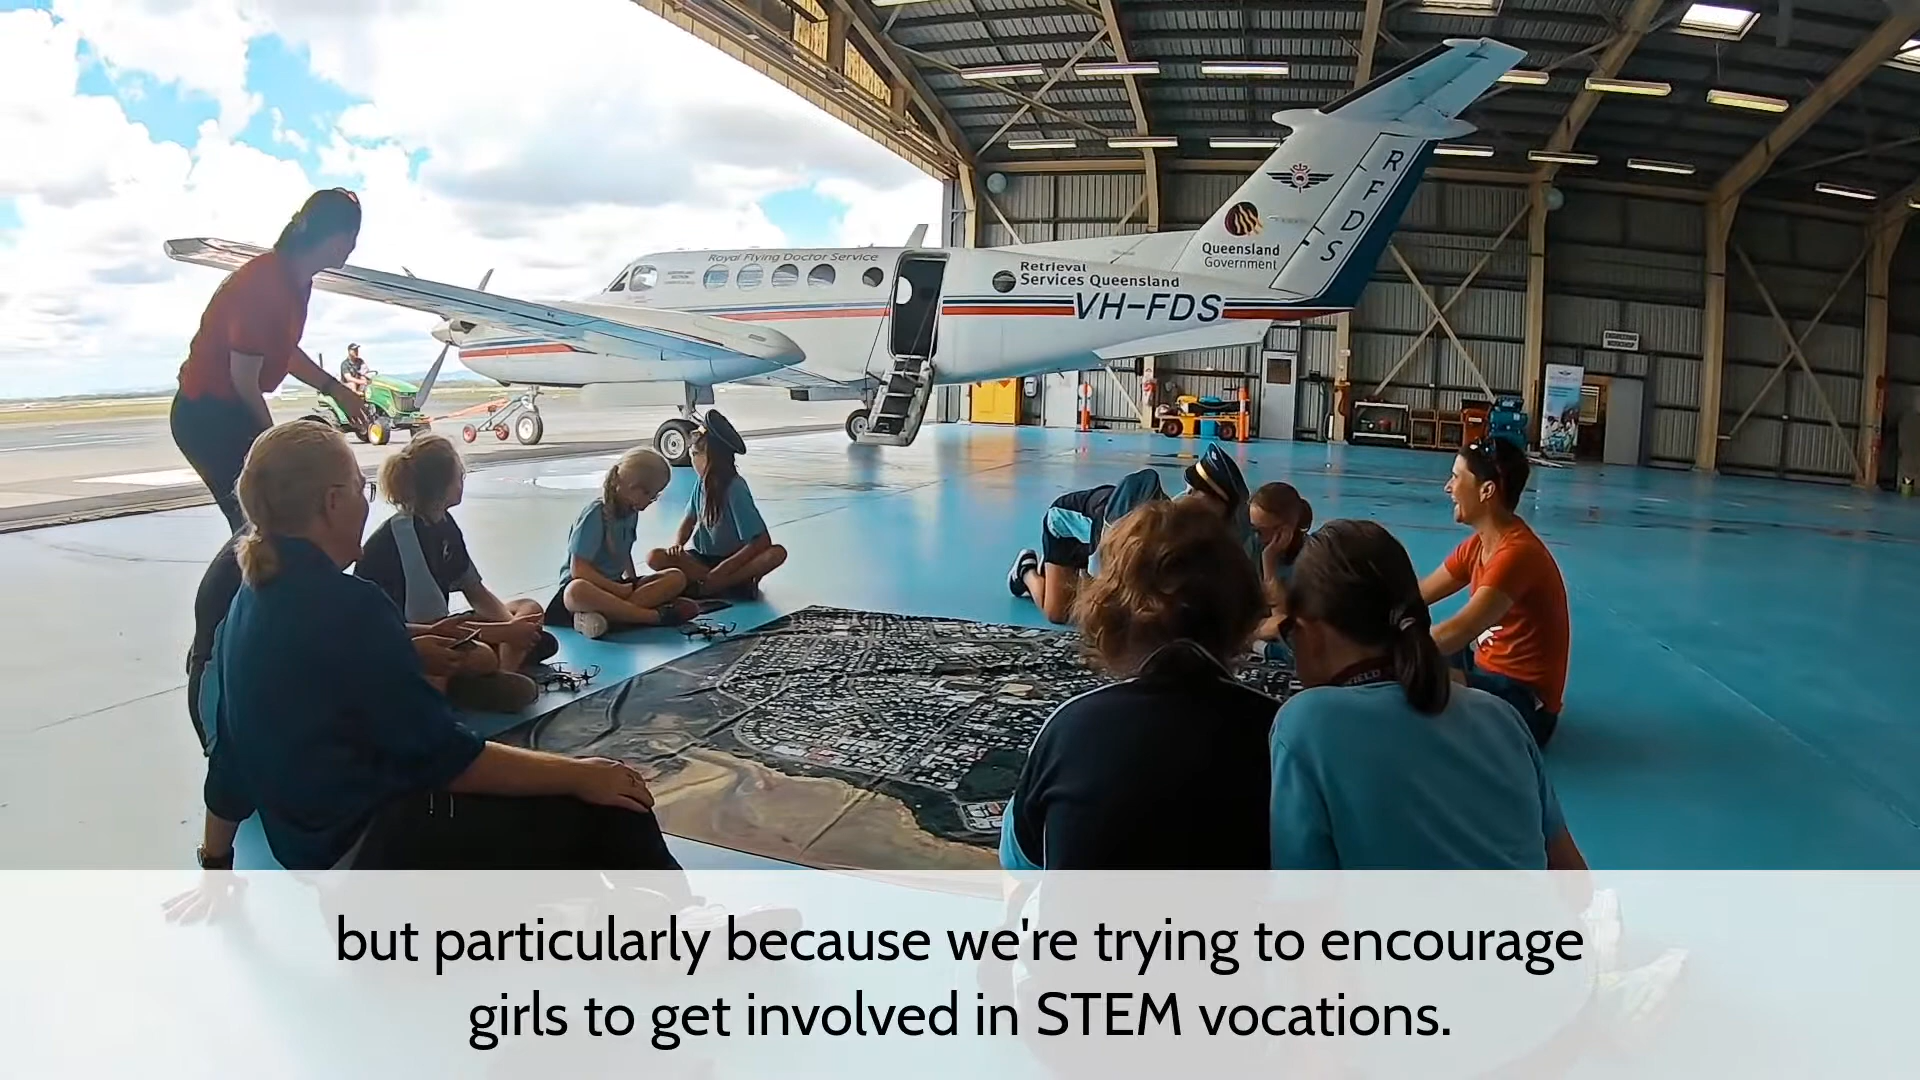 Royal Flying Doctor Service
Retrieval
Services Queensland
VH-FDS
Queensland
Government
RFDS
but particularly because we're trying to encourage
girls to get involved in STEM vocations.